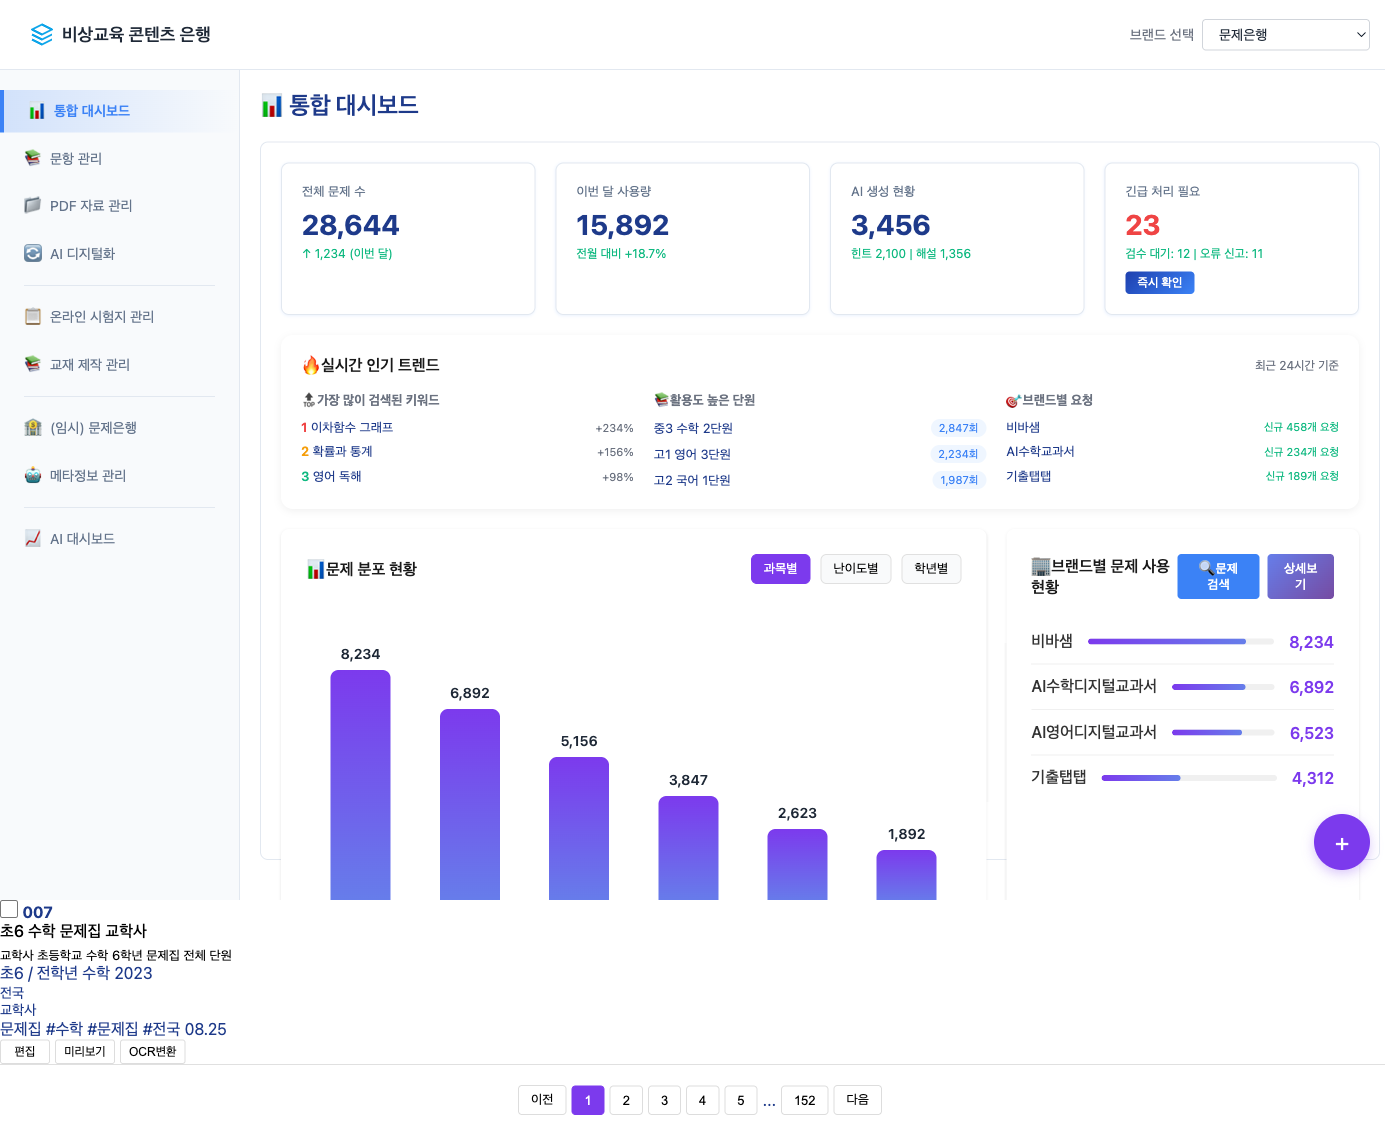 비상교육 콘텐츠 은행
브랜드 선택
문제은행
통합 대시보드
문항 관리
PDF 자료 관리
AI 디지털화
온라인 시험지 관리
교재 제작 관리
(임시) 문제은행
메타정보 관리
AI 대시보드
통합 대시보드
전체 문제 수
28,644
↑ 1,234 (이번 달)
이번 달 사용량
15,892
전월 대비 +18.7%
AI 생성 현황
3,456
힌트 2,100 | 해설 1,356
긴급 처리 필요
23
검수 대기: 12 | 오류 신고: 11
즉시 확인
실시간 인기 트렌드
최근 24시간 기준
가장 많이 검색된 키워드
1 이차함수 그래프 +234%
2 확률과 통계 +156%
3 영어 독해 +98%
활용도 높은 단원
중3 수학 2단원 2,847회
고1 영어 3단원 2,234회
고2 국어 1단원 1,987회
브랜드별 요청
비바샘 신규 458개 요청
AI수학교과서 신규 234개 요청
기출탭탭 신규 189개 요청
문제 분포 현황
과목별
난이도별
학년별
8,234
6,892
5,156
3,847
2,623
1,892
브랜드별 문제 사용
현황
문제
검색
상세보
기
비바샘 8,234
AI수학디지털교과서 6,892
AI영어디지털교과서 6,523
기출탭탭 4,312
+
007
초6 수학 문제집 교학사
교학사 초등학교 수학 6학년 문제집 전체 단원
초6 / 전학년 수학 2023
전국
교학사
문제집 #수학 #문제집 #전국 08.25
편집 미리보기 OCR변환
이전 1 2 3 4 5 ... 152 다음